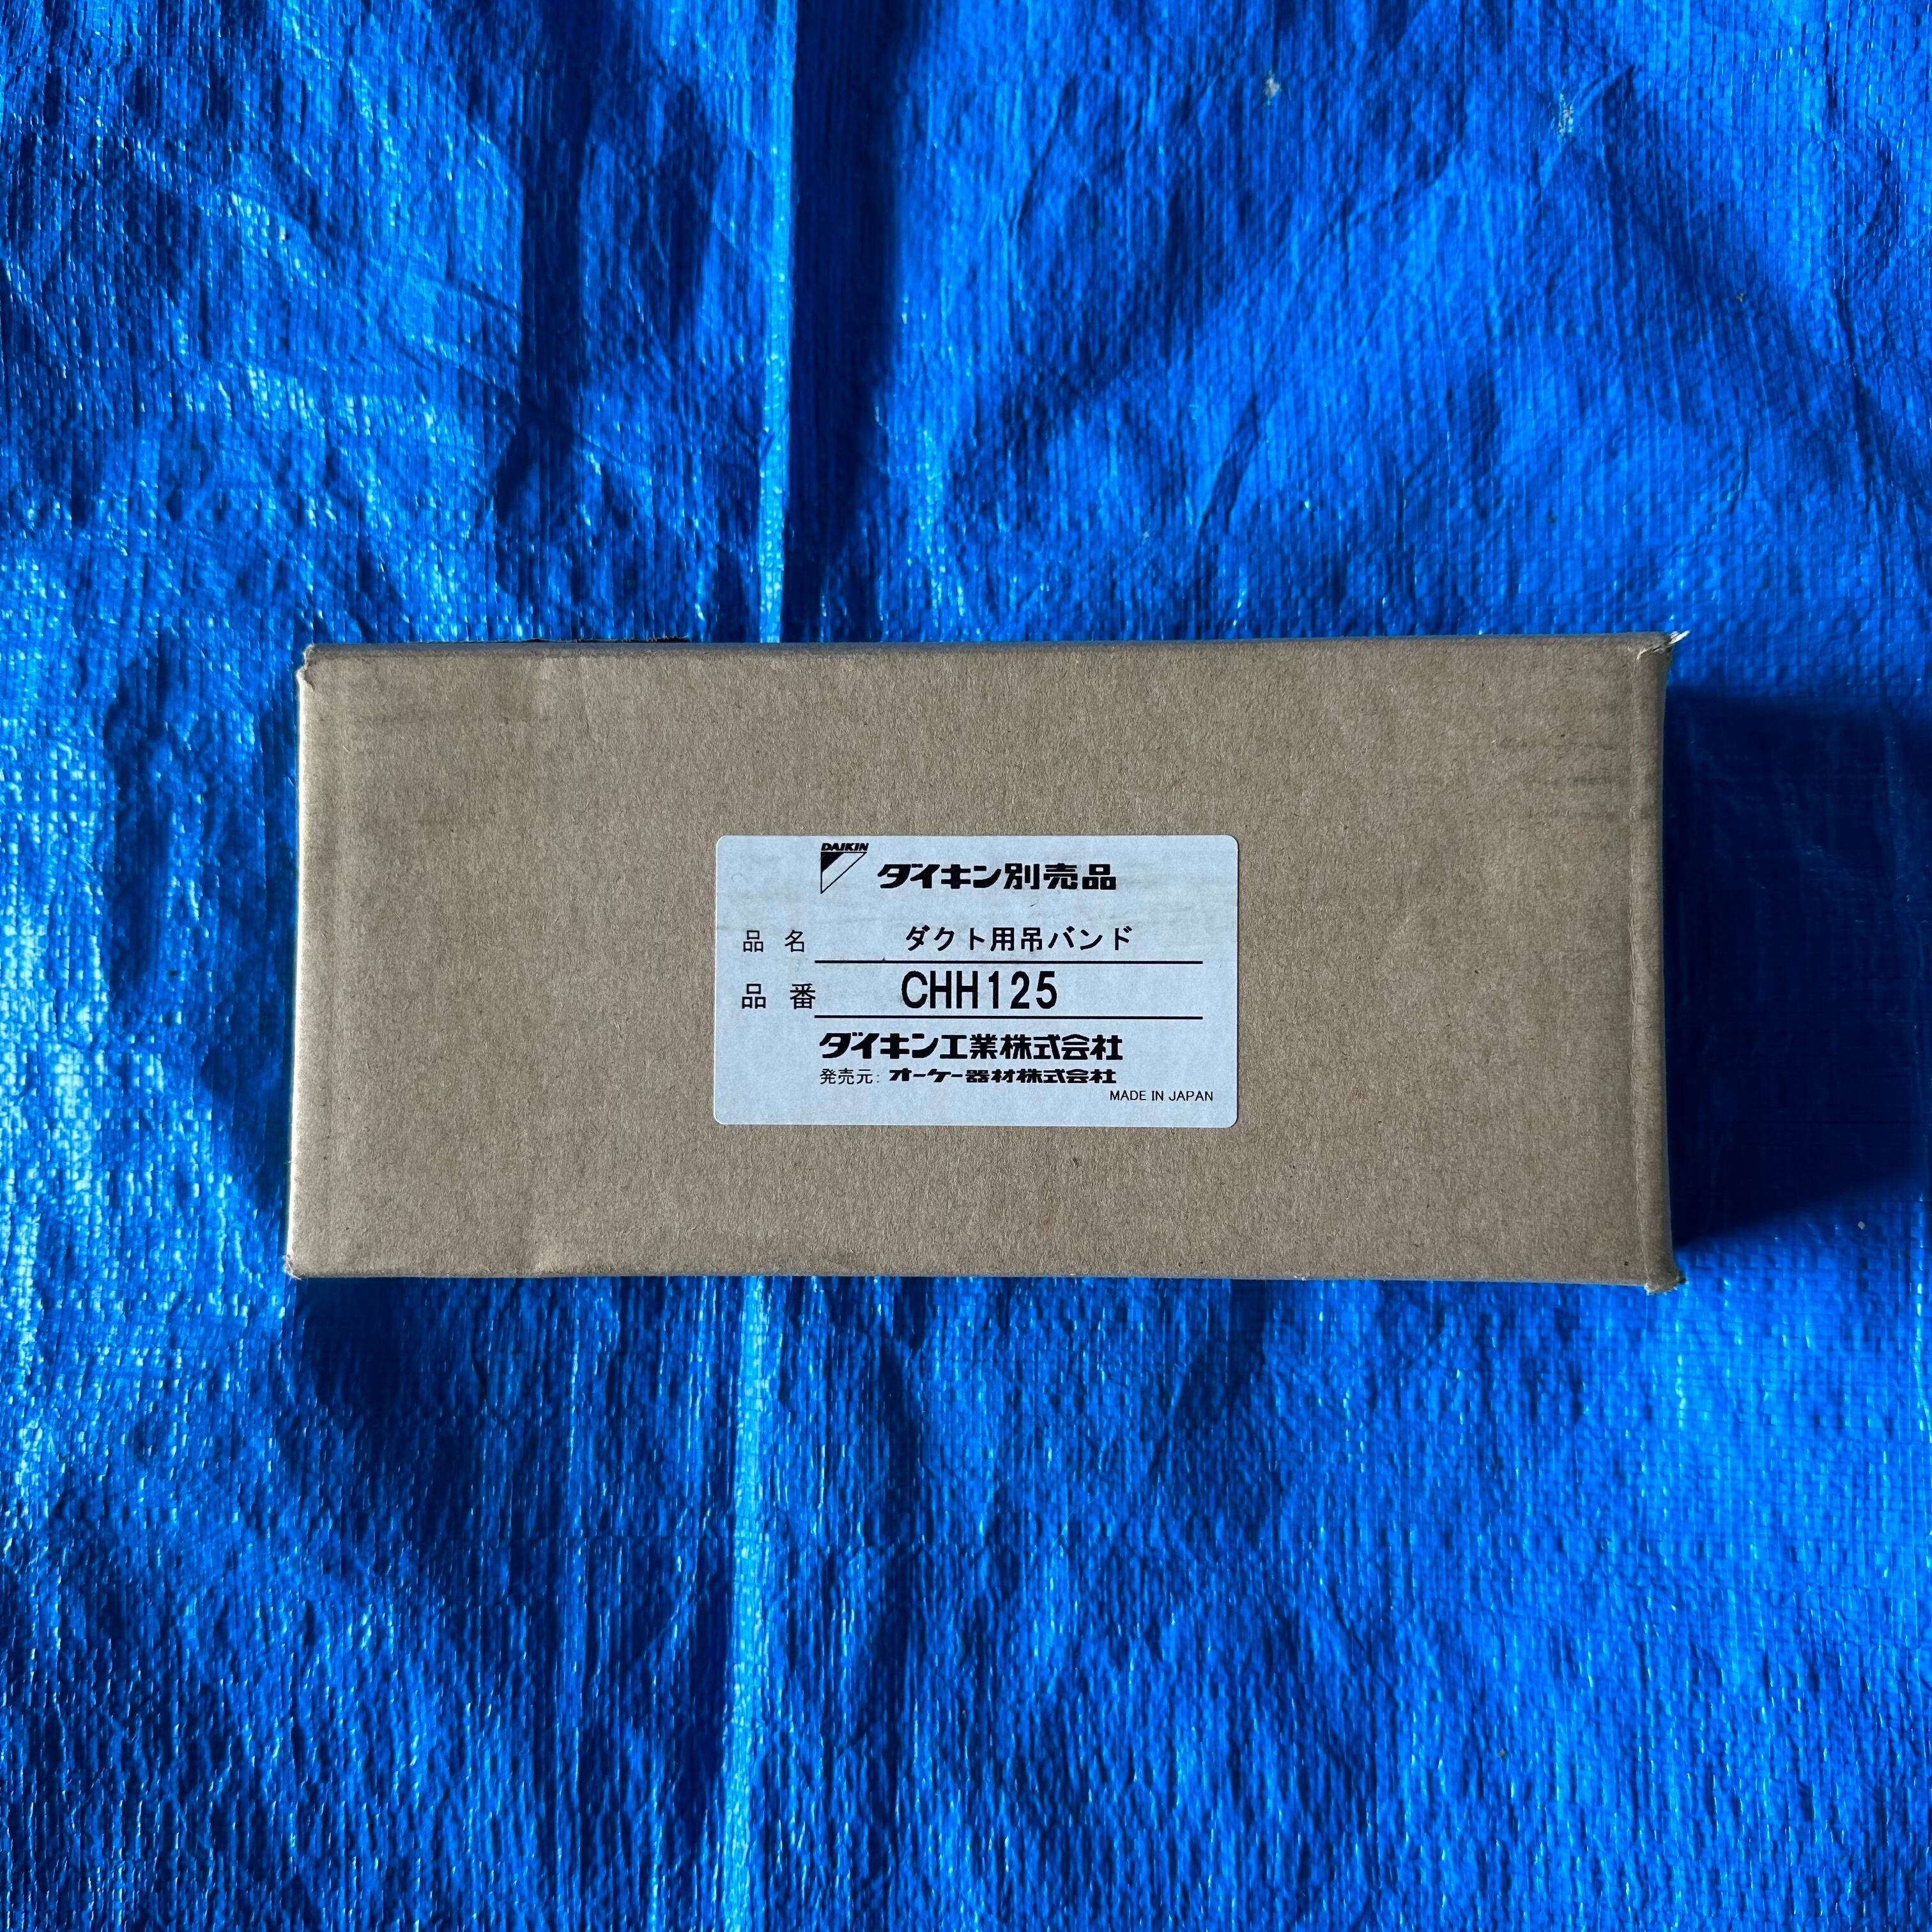 DAIKIN
ダイキン別売品
品名 ダクト用吊バンド
品番 CHH125
ダイキン工業株式会社
発売元: オーケー器材株式会社
MADE IN JAPAN